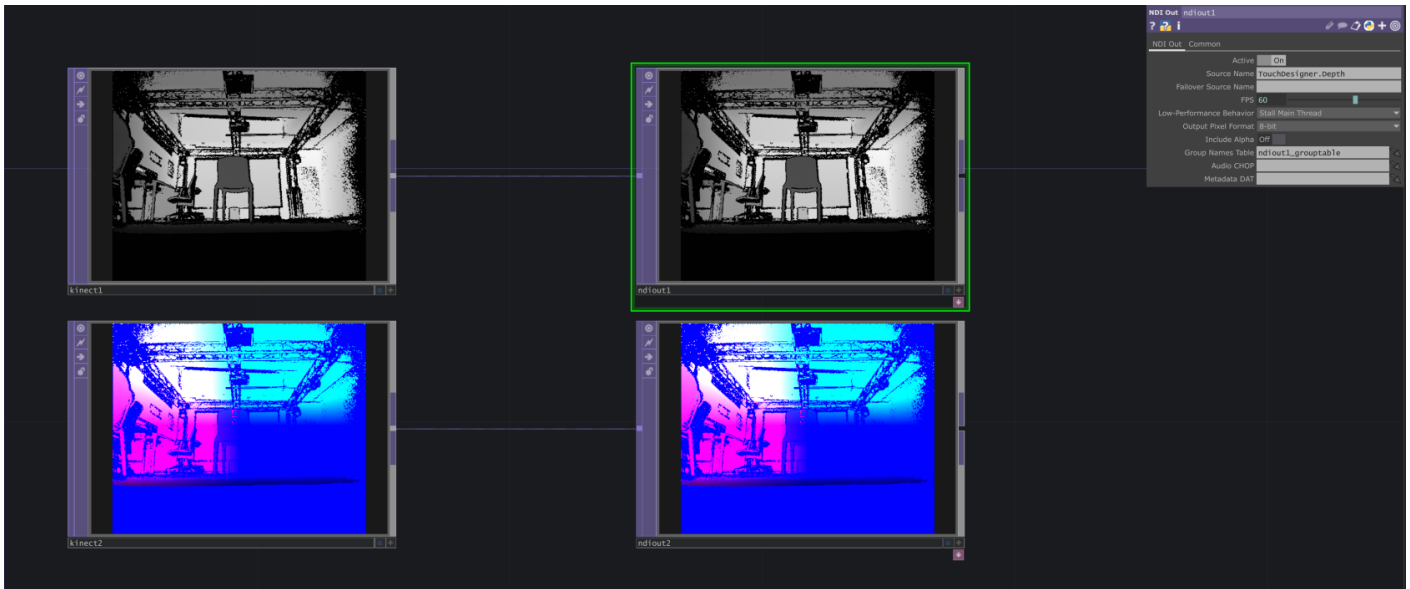 NDI Out ndiout1
? i
NDI Out Common
Active On
Source Name TouchDesigner.Depth
Failover Source Name
FPS 60
Low-Performance Behavior Stall Main Thread
Output Pixel Format 8-bit
Include Alpha Off
Group Names Table ndiout1_grouptable
Audio CHOP
Metadata DAT
kinect1
ndiout1
kinect2
ndiout2